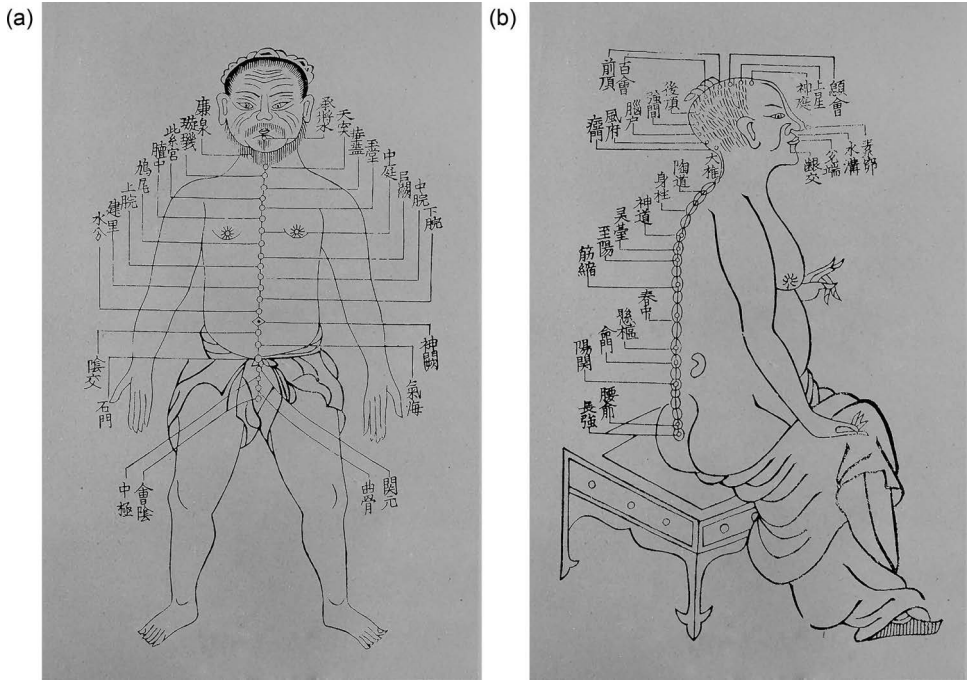 (a)
廉泉
璇璣
紫宮
膻中
鳩尾
上脘
建里
水分
承漿
天突
華蓋
玉堂
中庭
巨闕
中脘
下脘
陰交
石門
神闕
氣海
中極
會陰
曲骨
関元
(b)
前頂
百會
後頂
強間
腦户
風府
瘂門
神庭
上星
顖會
素髎
水溝
兌端
齦交
大椎
陶道
身柱
神道
灵臺
至陽
筋縮
脊中
懸樞
命門
陽関
腰俞
長強